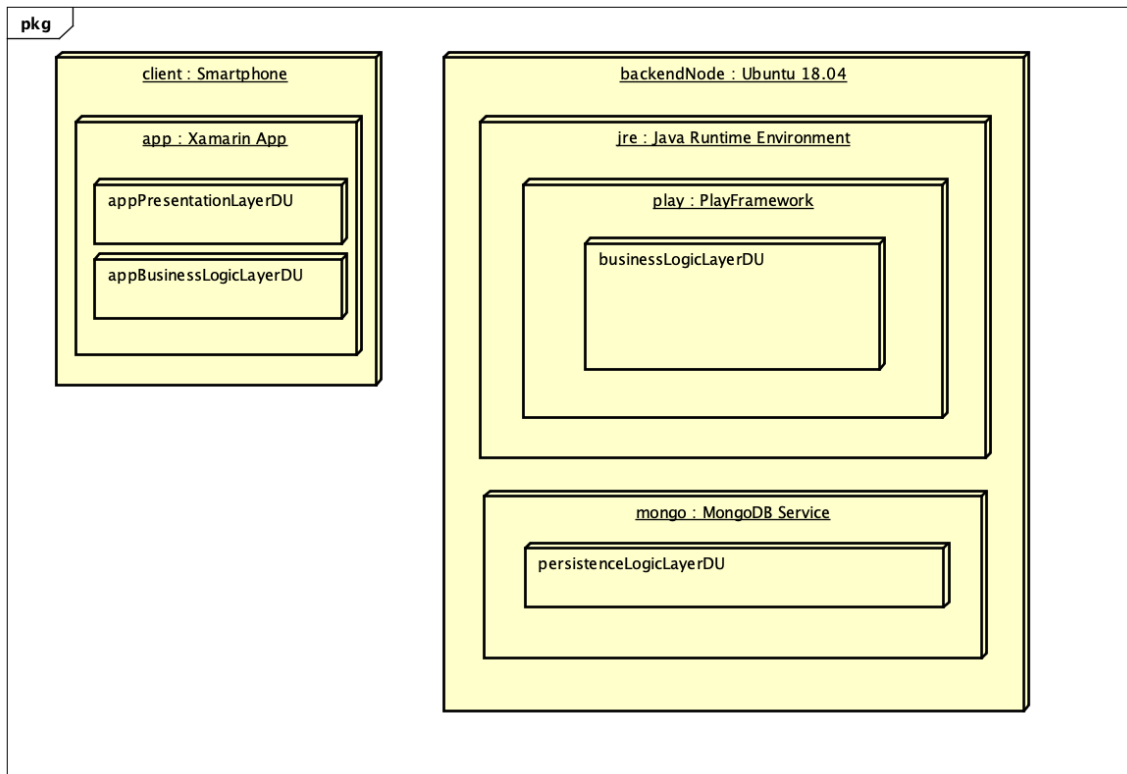 pkg
client : Smartphone
app : Xamarin App
appPresentationLayerDU
appBusinessLogicLayerDU
backendNode : Ubuntu 18.04
jre : Java Runtime Environment
play : PlayFramework
businessLogicLayerDU
mongo : MongoDB Service
persistenceLogicLayerDU